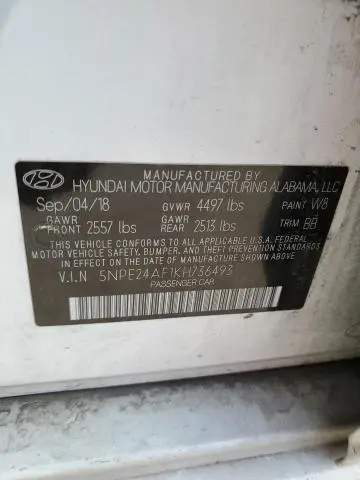 MANUFACTURED BY
HYUNDAI MOTOR MANUFACTURING ALABAMA, LLC
Sep/04/18 GVWR 4497 lbs PAINT W8
GAWR FRONT 2557 lbs GAWR REAR 2513 lbs TRIM BB
THIS VEHICLE CONFORMS TO ALL APPLICABLE U.S.A. FEDERAL
MOTOR VEHICLE SAFETY, BUMPER, AND THEFT PREVENTION STANDARDS
IN EFFECT ON THE DATE OF MANUFACTURE SHOWN ABOVE.
V.I.N 5NPE24AF1KH736493
PASSENGER CAR